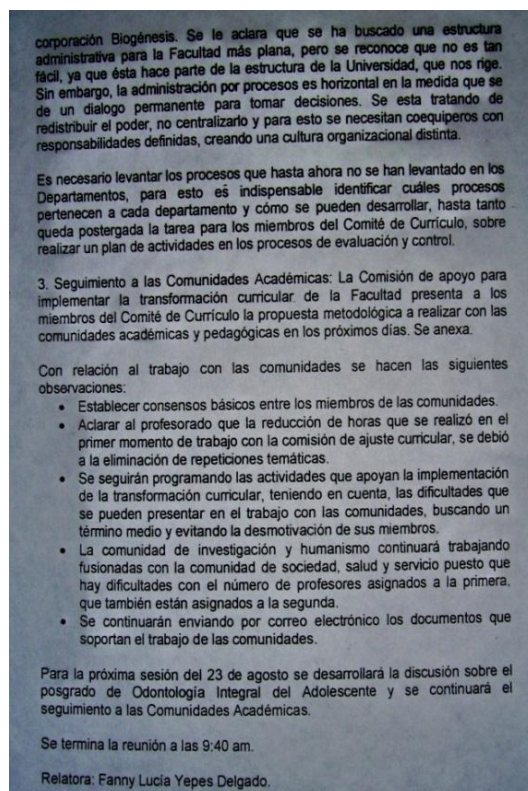 corporación Biogénesis. Se le aclara que se ha buscado una estructura
administrativa para la Facultad más plana, pero se reconoce que no es tan
fácil, ya que ésta hace parte de la estructura de la Universidad, que nos rige.
Sin embargo, la administración por procesos es horizontal en la medida que se
de un dialogo permanente para tomar decisiones. Se esta tratando de
redistribuir el poder, no centralizarlo y para esto se necesitan coequiperos con
responsabilidades definidas, creando una cultura organizacional distinta.
Es necesario levantar los procesos que hasta ahora no se han levantado en los
Departamentos, para esto es indispensable identificar cuáles procesos
pertenecen a cada departamento y cómo se pueden desarrollar, hasta tanto
queda postergada la tarea para los miembros del Comité de Currículo, sobre
realizar un plan de actividades en los procesos de evaluación y control.
3. Seguimiento a las Comunidades Académicas: La Comisión de apoyo para
implementar la transformación curricular de la Facultad presenta a los
miembros del Comité de Currículo la propuesta metodológica a realizar con las
comunidades académicas y pedagógicas en los próximos días. Se anexa.
Con relación al trabajo con las comunidades se hacen las siguientes
observaciones:
• Establecer consensos básicos entre los miembros de las comunidades.
• Aclarar al profesorado que la reducción de horas que se realizó en el
primer momento de trabajo con la comisión de ajuste curricular, se debió
a la eliminación de repeticiones temáticas.
• Se seguirán programando las actividades que apoyan la implementación
de la transformación curricular, teniendo en cuenta, las dificultades que
se pueden presentar en el trabajo con las comunidades, buscando un
término medio y evitando la desmotivación de sus miembros.
• La comunidad de investigación y humanismo continuará trabajando
fusionadas con la comunidad de sociedad, salud y servicio puesto que
hay dificultades con el número de profesores asignados a la primera,
que también están asignados a la segunda.
• Se continuarán enviando por correo electrónico los documentos que
soportan el trabajo de las comunidades.
Para la próxima sesión del 23 de agosto se desarrollará la discusión sobre el
posgrado de Odontología Integral del Adolescente y se continuará el
seguimiento a las Comunidades Académicas.
Se termina la reunión a las 9:40 am.
Relatora: Fanny Lucía Yepes Delgado.